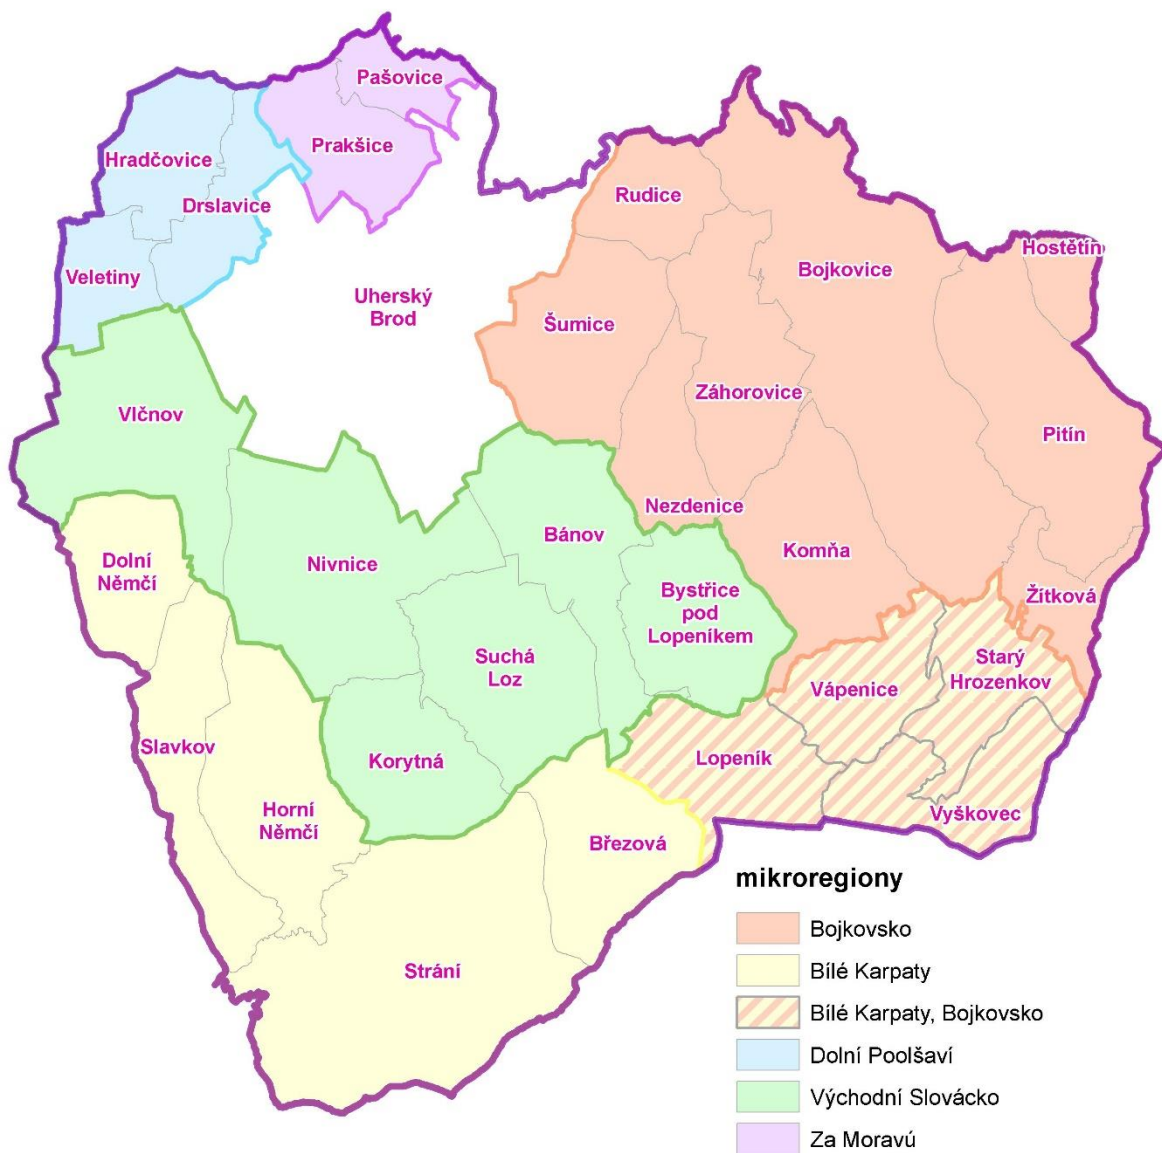 Pašovice
Prakšice
Hradčovice
Drslavice
Veletiny
Rudice
Hostětín
Bojkovice
Uherský
Brod
Šumice
Záhorovice
Vlčnov
Pitín
Nezdenice
Bánov
Komňa
Dolní
Němčí
Nivnice
Bystřice
pod
Lopeníkem
Žítková
Suchá
Loz
Starý
Hrozenkov
Vápenice
Slavkov
Korytná
Lopeník
Horní
Němčí
Vyškovec
Březová
Strání
mikroregiony
Bojkovsko
Bílé Karpaty
Bílé Karpaty, Bojkovsko
Dolní Poolšaví
Východní Slovácko
Za Moravú